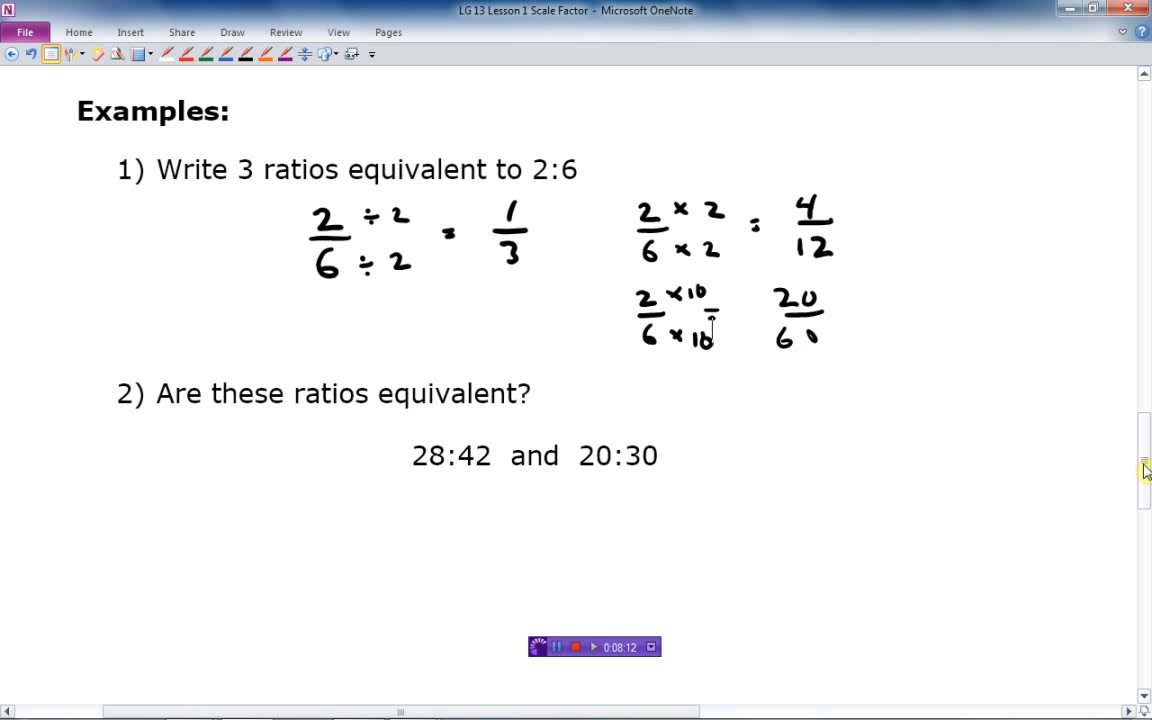 LG 13 Lesson 1 Scale Factor - Microsoft OneNote
File Home Insert Share Draw Review View Pages
Examples:
1) Write 3 ratios equivalent to 2:6
2 ÷ 2 = 1
6 ÷ 2 3
2 × 2 = 4
6 × 2 12
2 × 10 = 20
6 × 10 60
2) Are these ratios equivalent?
28:42 and 20:30
0:08:12